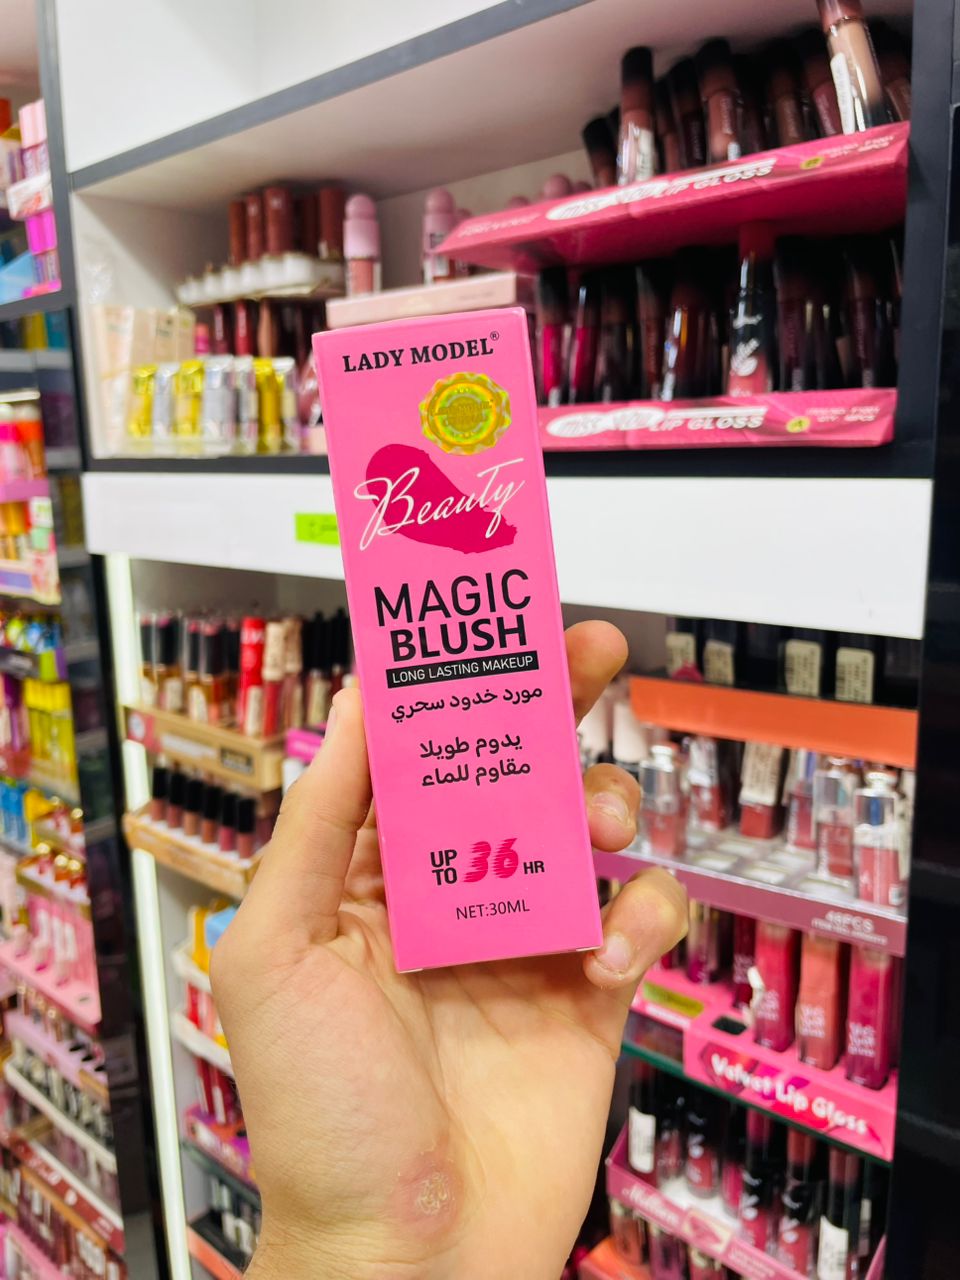 LADY MODEL®
Beauty
MAGIC
BLUSH
LONG LASTING MAKEUP
مورد خدود سحري
يدوم طويلا
مقاوم للماء
UP TO 36 HR
NET:30ML
LIP GLOSS
LIP GLOSS
48PCS
Velvet Lip Gloss